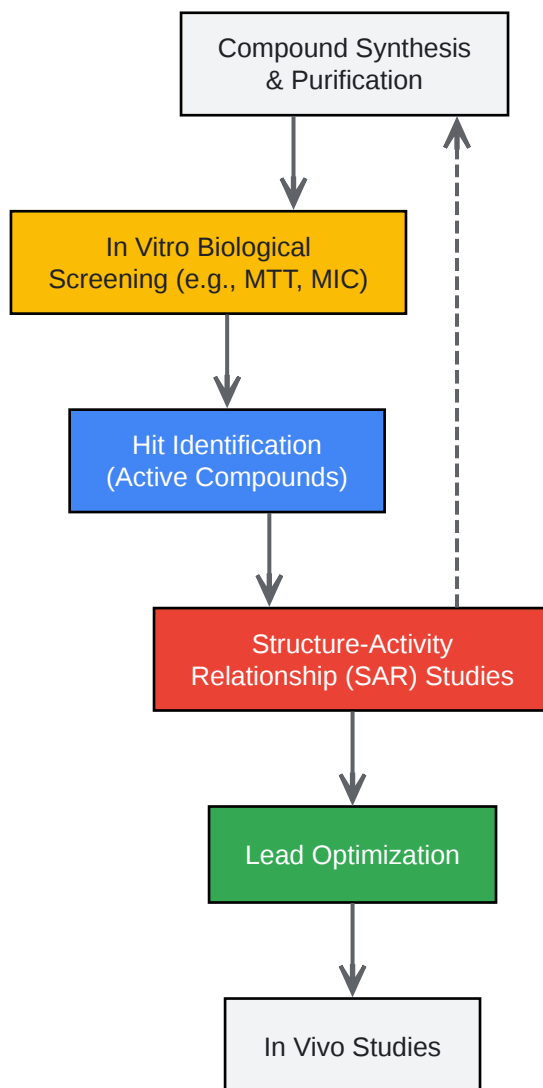 Compound Synthesis
& Purification
In Vitro Biological
Screening (e.g., MTT, MIC)
Hit Identification
(Active Compounds)
Structure-Activity
Relationship (SAR) Studies
Lead Optimization
In Vivo Studies